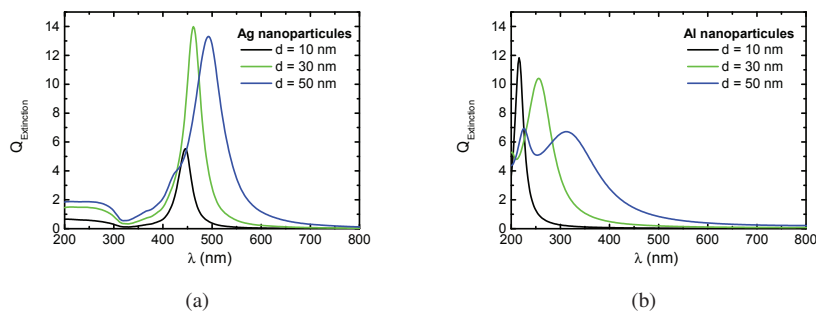 14
12
10
8
6
4
2
0
Q Extinction
Ag nanoparticules
d = 10 nm
d = 30 nm
d = 50 nm
200 300 400 500 600 700 800
λ (nm)
(a)
14
12
10
8
6
4
2
0
Q Extinction
Al nanoparticules
d = 10 nm
d = 30 nm
d = 50 nm
200 300 400 500 600 700 800
λ (nm)
(b)